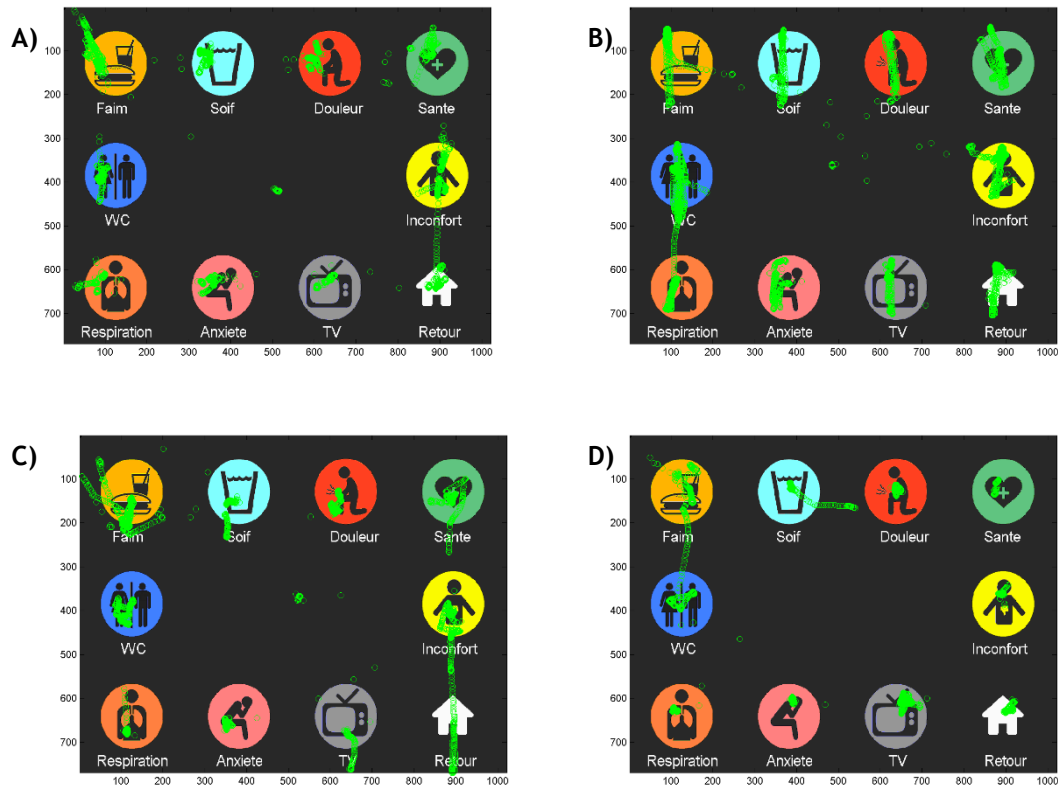 A)
100
200
300
400
500
600
700
Faim Soif Douleur Sante
WC Inconfort
Respiration Anxiete TV Retour
100 200 300 400 500 600 700 800 900 1000
B)
100
200
300
400
500
600
700
Faim Soif Douleur Sante
WC Inconfort
Respiration Anxiete TV Retour
100 200 300 400 500 600 700 800 900 1000
C)
100
200
300
400
500
600
700
Faim Soif Douleur Sante
WC Inconfort
Respiration Anxiete TV Retour
100 200 300 400 500 600 700 800 900 1000
D)
100
200
300
400
500
600
700
Faim Soif Douleur Sante
WC Inconfort
Respiration Anxiete TV Retour
100 200 300 400 500 600 700 800 900 1000